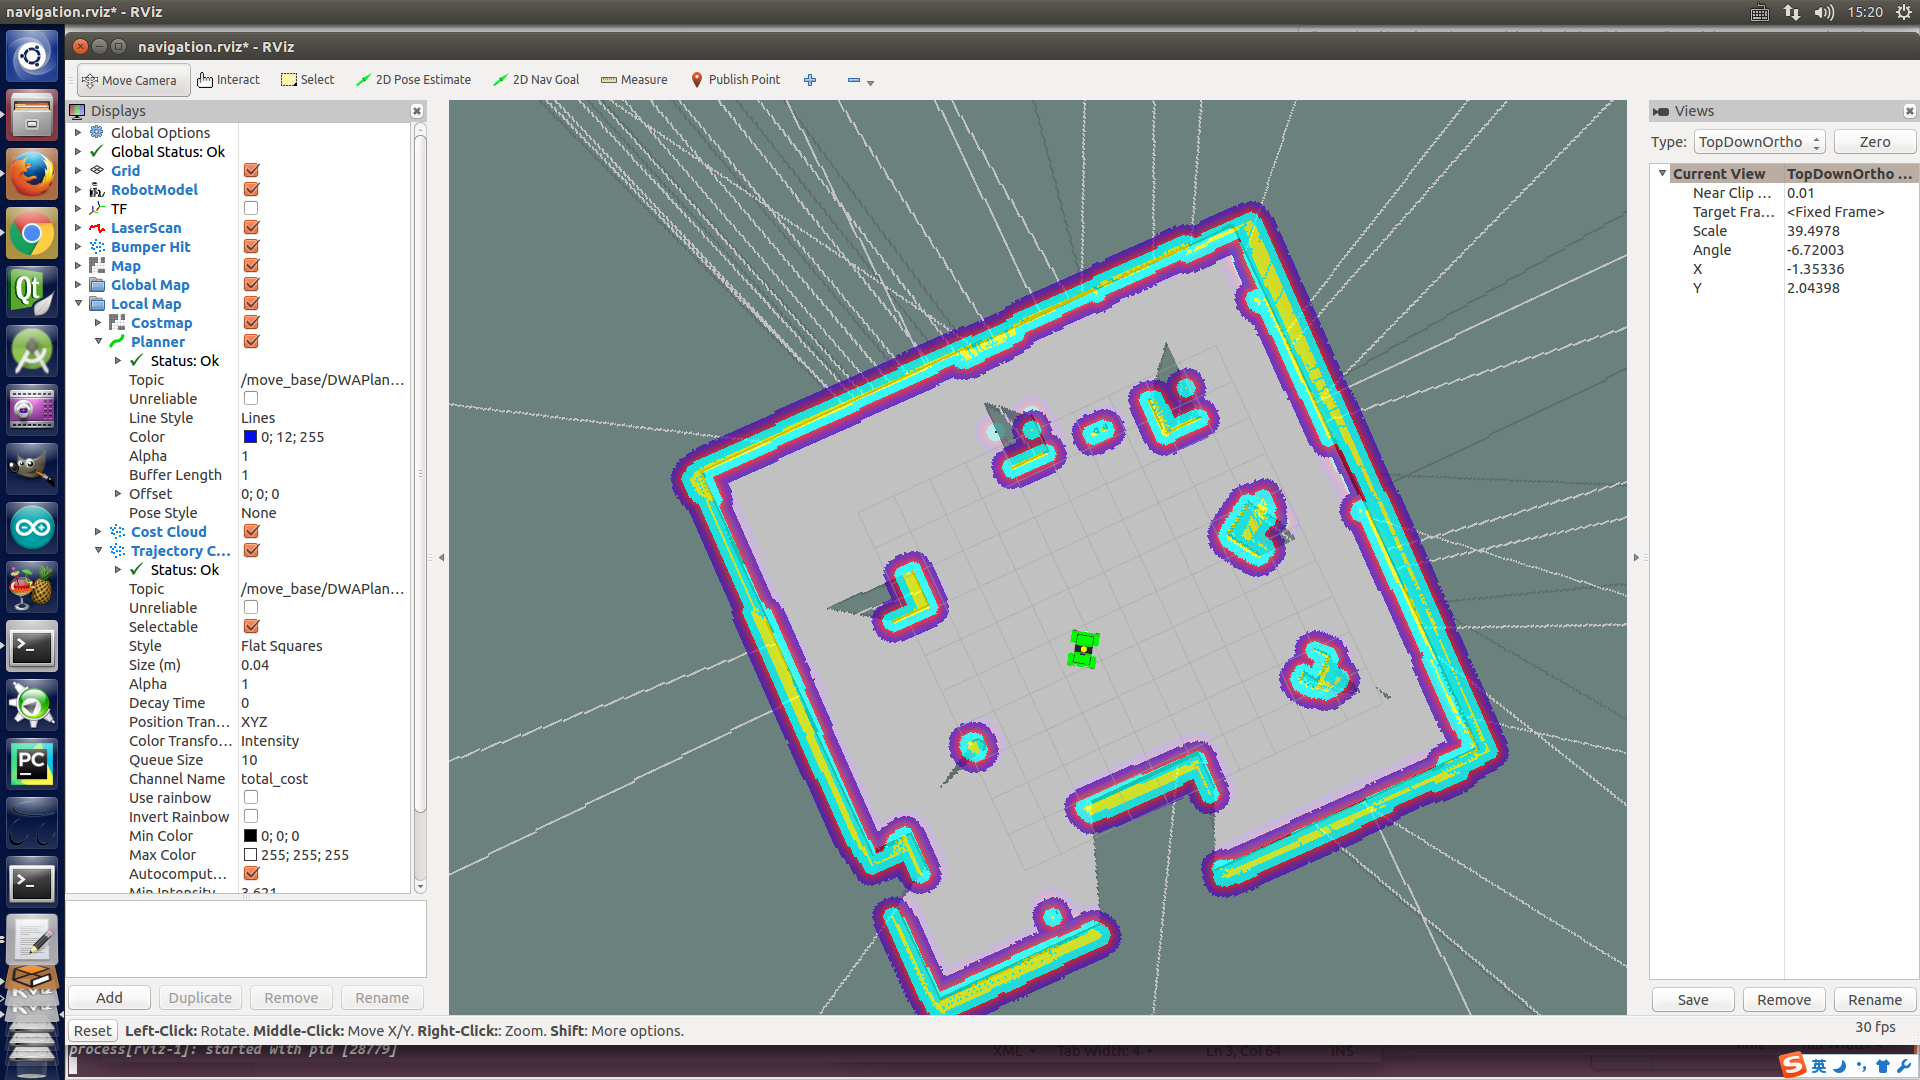 navigation.rviz* - RViz
15:20
navigation.rviz* - RViz
Move Camera
Interact
Select
2D Pose Estimate
2D Nav Goal
Measure
Publish Point
Displays
Global Options
Global Status: Ok
Grid
RobotModel
TF
LaserScan
Bumper Hit
Map
Global Map
Local Map
Costmap
Planner
Status: Ok
Topic /move_base/DWAPlan...
Unreliable
Line Style Lines
Color 0; 12; 255
Alpha 1
Buffer Length 1
Offset 0; 0; 0
Pose Style None
Cost Cloud
Trajectory C...
Status: Ok
Topic /move_base/DWAPlan...
Unreliable
Selectable
Style Flat Squares
Size (m) 0.04
Alpha 1
Decay Time 0
Position Tran... XYZ
Color Transfo... Intensity
Queue Size 10
Channel Name total_cost
Use rainbow
Invert Rainbow
Min Color 0; 0; 0
Max Color 255; 255; 255
Autocomput...
Min Intensity 3.621
Add Duplicate Remove Rename
Views
Type: TopDownOrtho Zero
Current View TopDownOrtho ...
Near Clip ... 0.01
Target Fra... <Fixed Frame>
Scale 39.4978
Angle -6.72003
X -1.35336
Y 2.04398
Save Remove Rename
Reset Left-Click: Rotate. Middle-Click: Move X/Y. Right-Click:: Zoom. Shift: More options.
30 fps
process[rviz-1]: started with pid [28779]
XML Tab Width: 4 Ln 3, Col 64 INS
Qt
PC
RViz
S 英